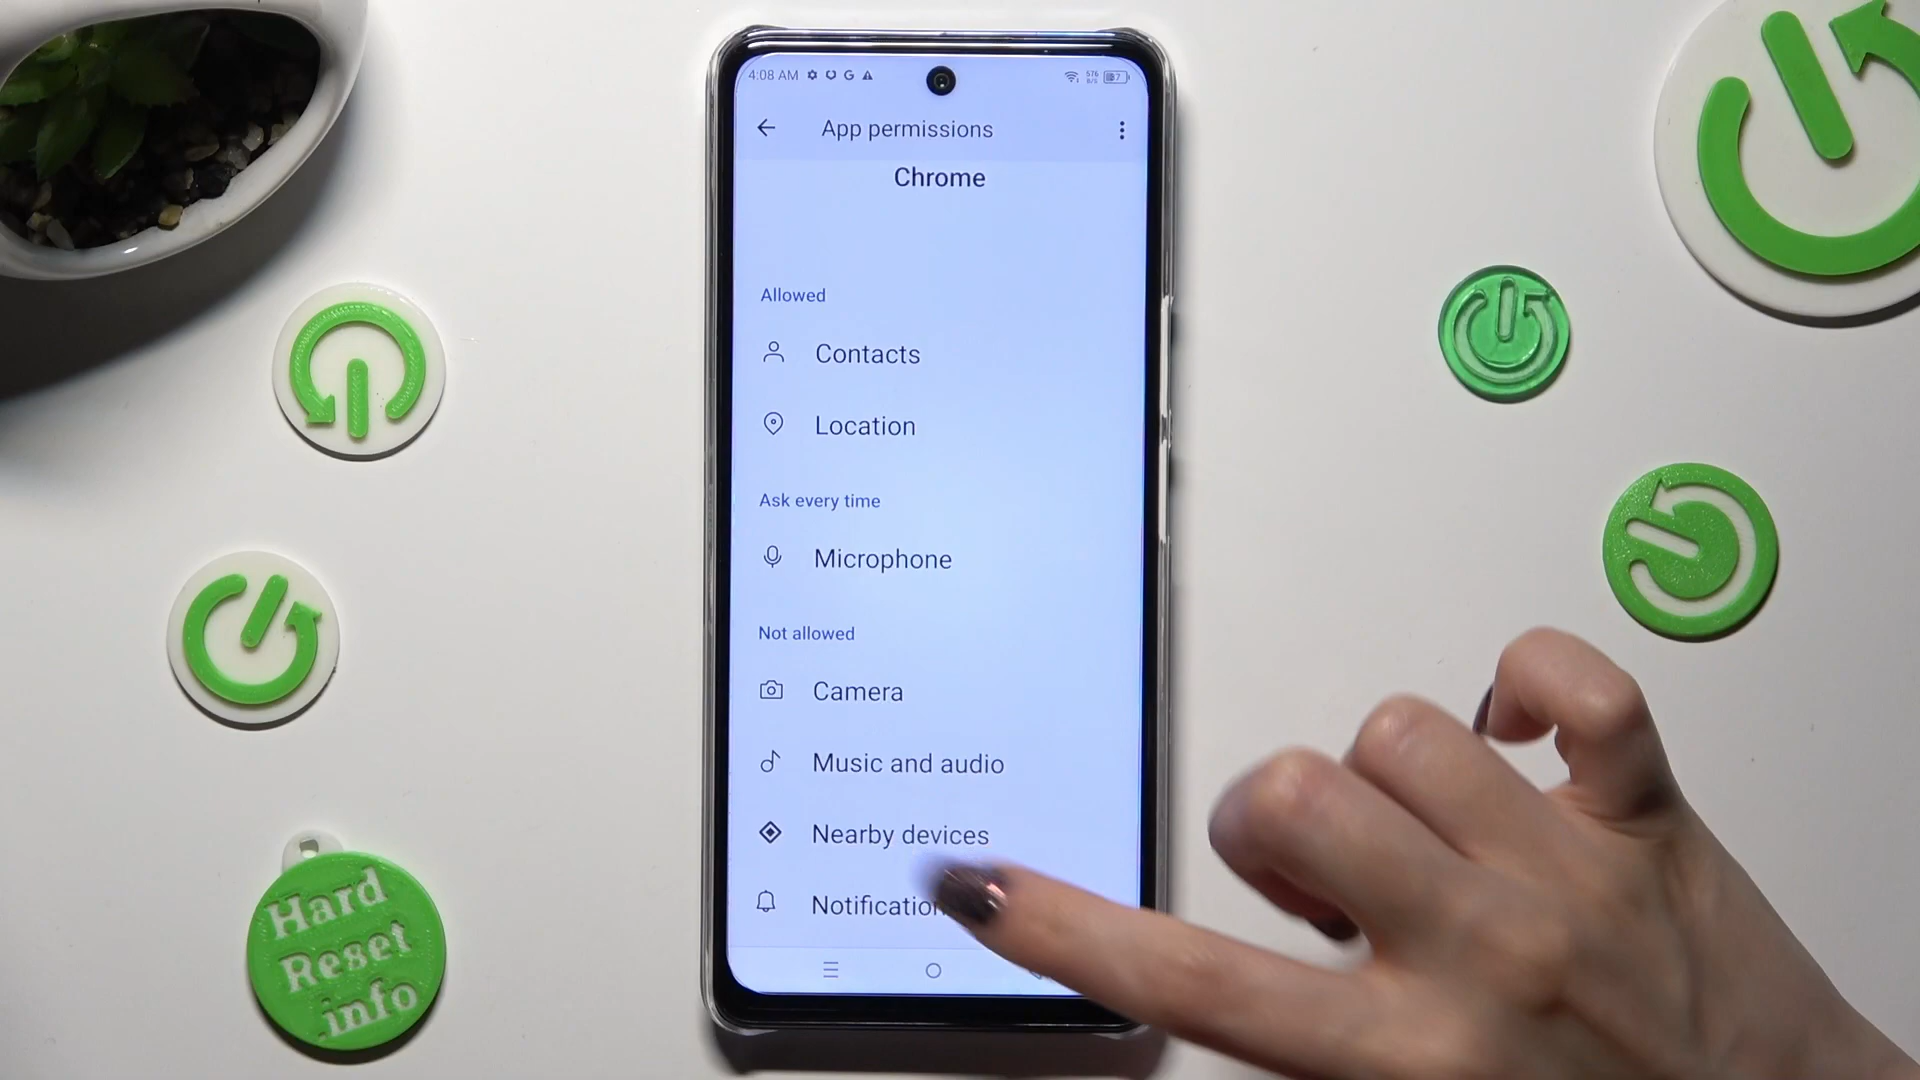 4:08 AM
576
B/S
App permissions
Chrome
Allowed
Contacts
Location
Ask every time
Microphone
Not allowed
Camera
Music and audio
Nearby devices
Hard
Reset
.info